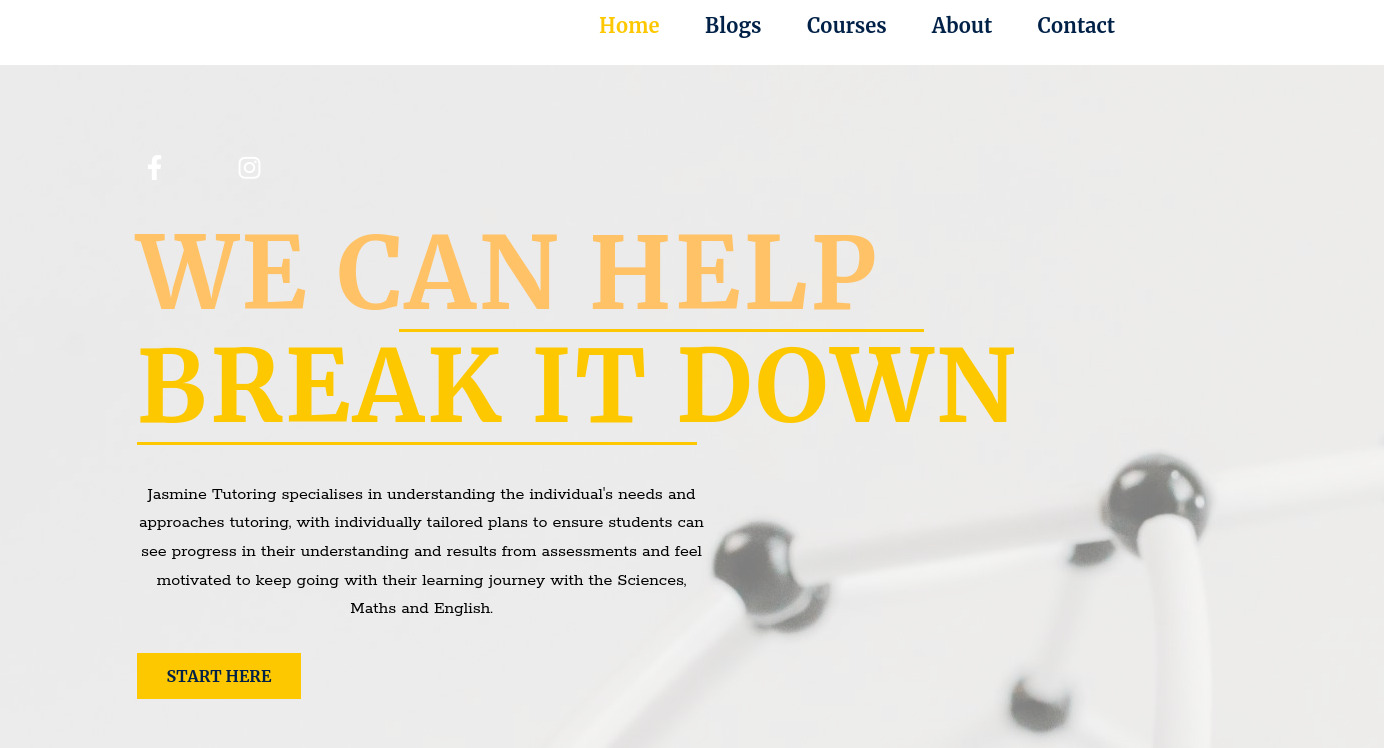 Home Blogs Courses About Contact
WE CAN HELP
BREAK IT DOWN
Jasmine Tutoring specialises in understanding the individual's needs and
approaches tutoring, with individually tailored plans to ensure students can
see progress in their understanding and results from assessments and feel
motivated to keep going with their learning journey with the Sciences,
Maths and English.
START HERE